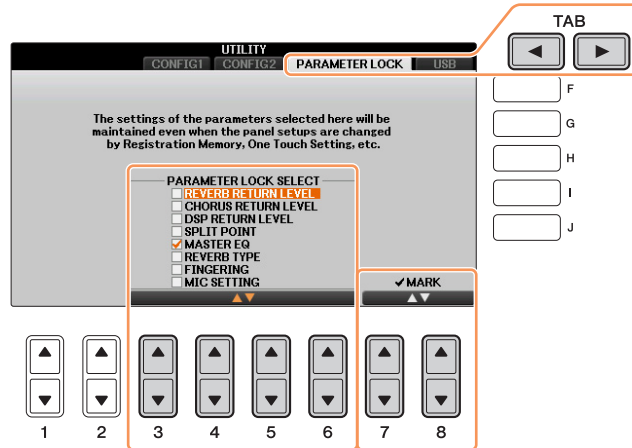 TAB
UTILITY
CONFIG1 CONFIG2 PARAMETER LOCK USB
The settings of the parameters selected here will be
maintained even when the panel setups are changed
by Registration Memory, One Touch Setting, etc.
PARAMETER LOCK SELECT
REVERB RETURN LEVEL
CHORUS RETURN LEVEL
DSP RETURN LEVEL
SPLIT POINT
MASTER EQ
REVERB TYPE
FINGERING
MIC SETTING
MARK
F
G
H
I
J
1 2 3 4 5 6 7 8